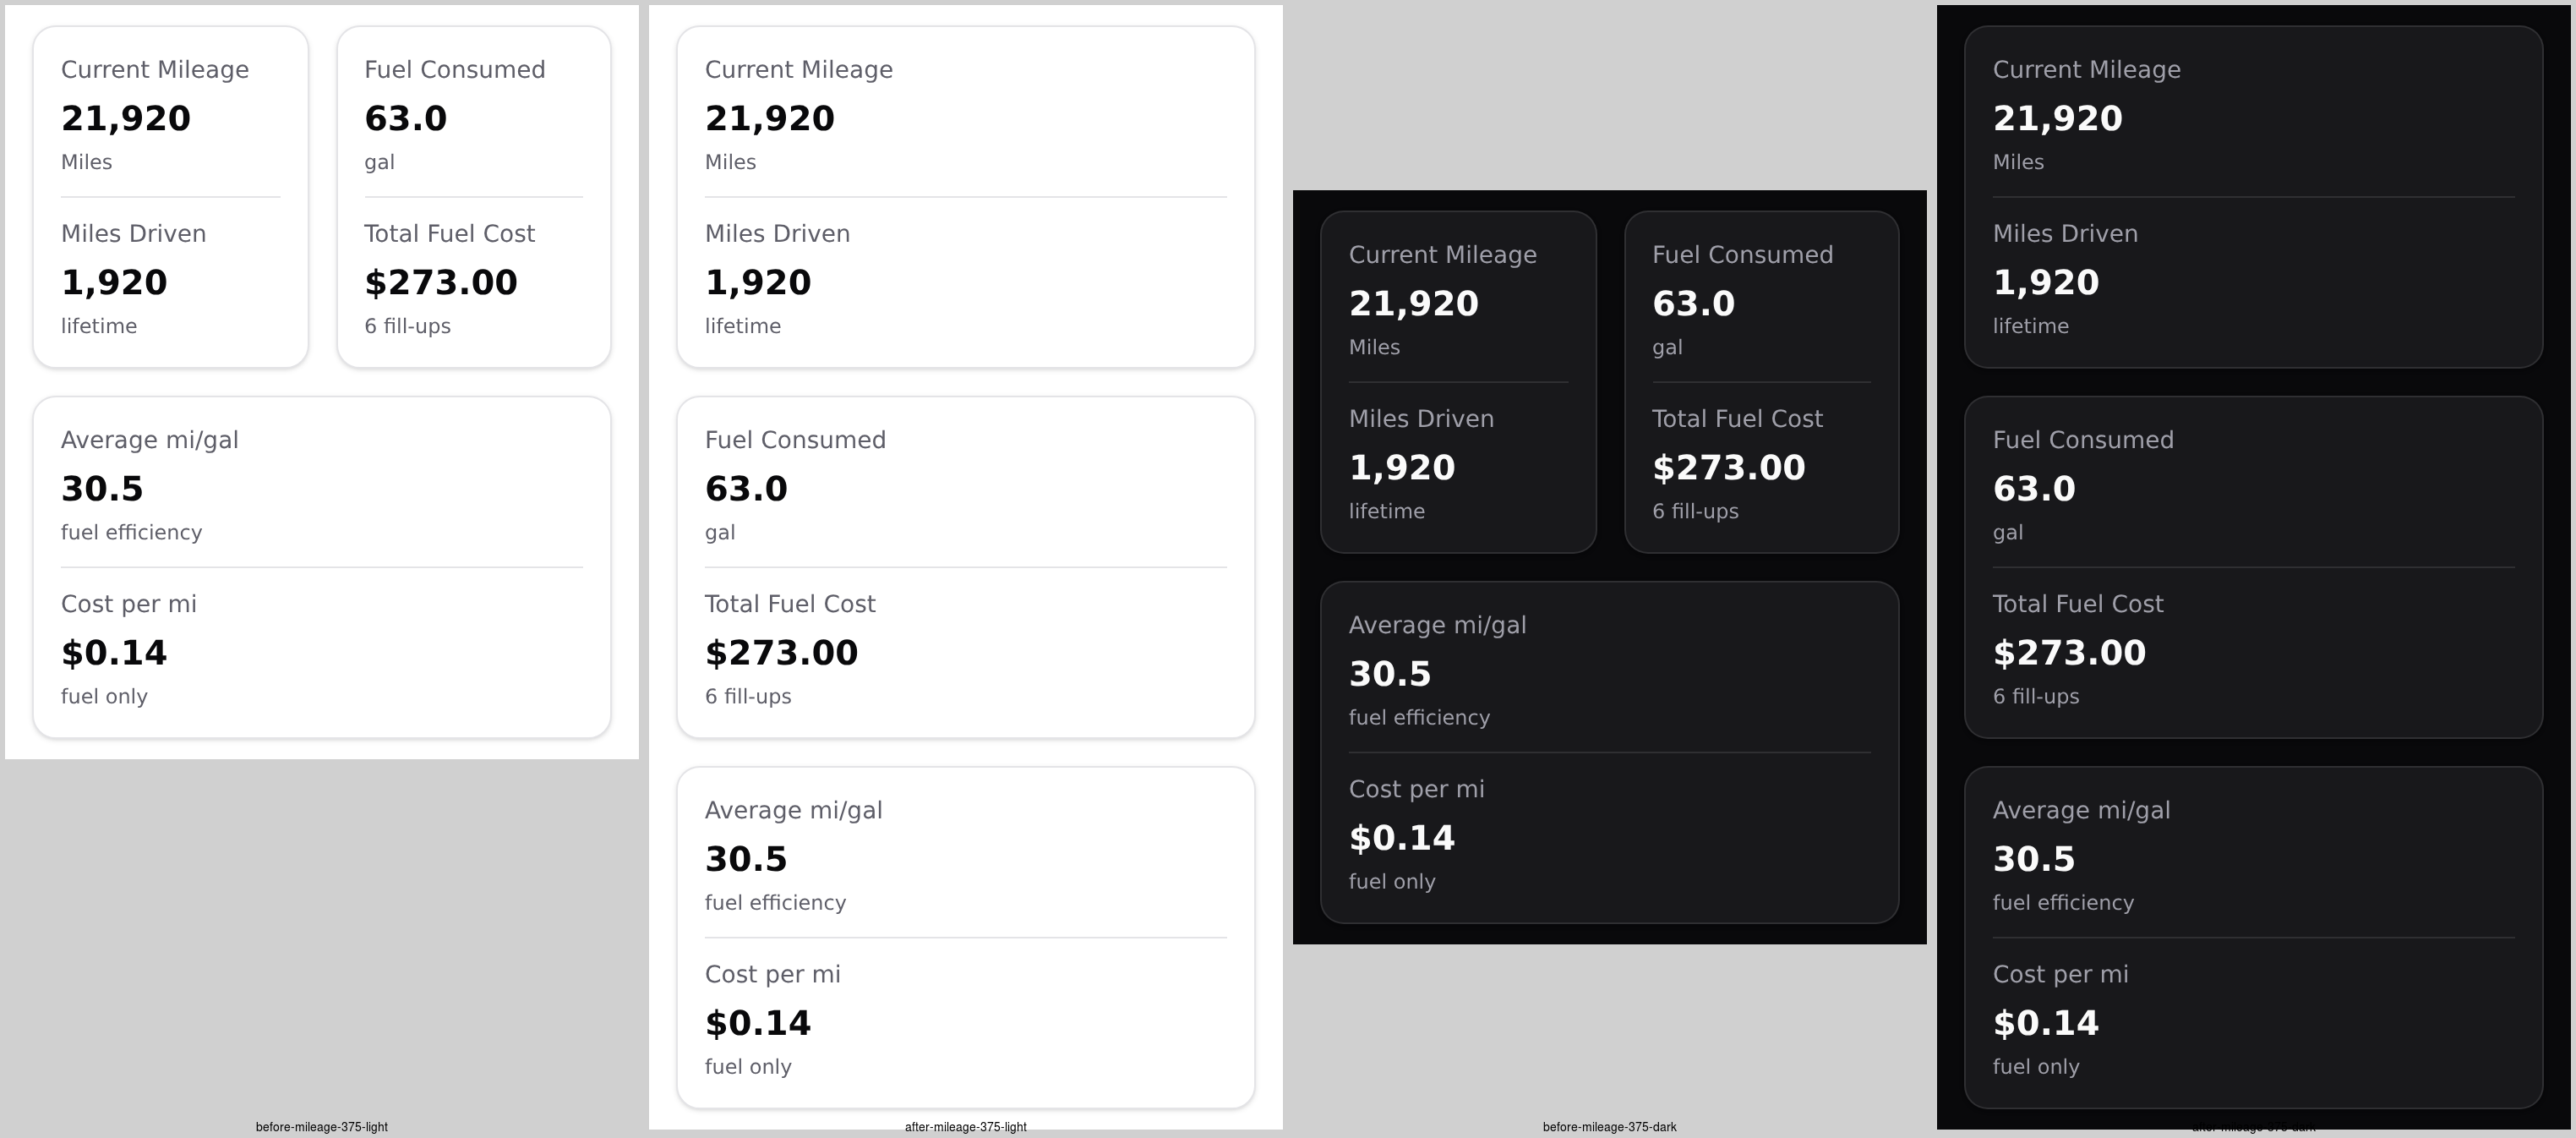 Current Mileage
21,920
Miles
Miles Driven
1,920
lifetime
Fuel Consumed
63.0
gal
Total Fuel Cost
$273.00
6 fill-ups
Average mi/gal
30.5
fuel efficiency
Cost per mi
$0.14
fuel only
before-mileage-375-light
Current Mileage
21,920
Miles
Miles Driven
1,920
lifetime
Fuel Consumed
63.0
gal
Total Fuel Cost
$273.00
6 fill-ups
Average mi/gal
30.5
fuel efficiency
Cost per mi
$0.14
fuel only
after-mileage-375-light
Current Mileage
21,920
Miles
Miles Driven
1,920
lifetime
Fuel Consumed
63.0
gal
Total Fuel Cost
$273.00
6 fill-ups
Average mi/gal
30.5
fuel efficiency
Cost per mi
$0.14
fuel only
before-mileage-375-dark
Current Mileage
21,920
Miles
Miles Driven
1,920
lifetime
Fuel Consumed
63.0
gal
Total Fuel Cost
$273.00
6 fill-ups
Average mi/gal
30.5
fuel efficiency
Cost per mi
$0.14
fuel only
after-mileage-375-dark